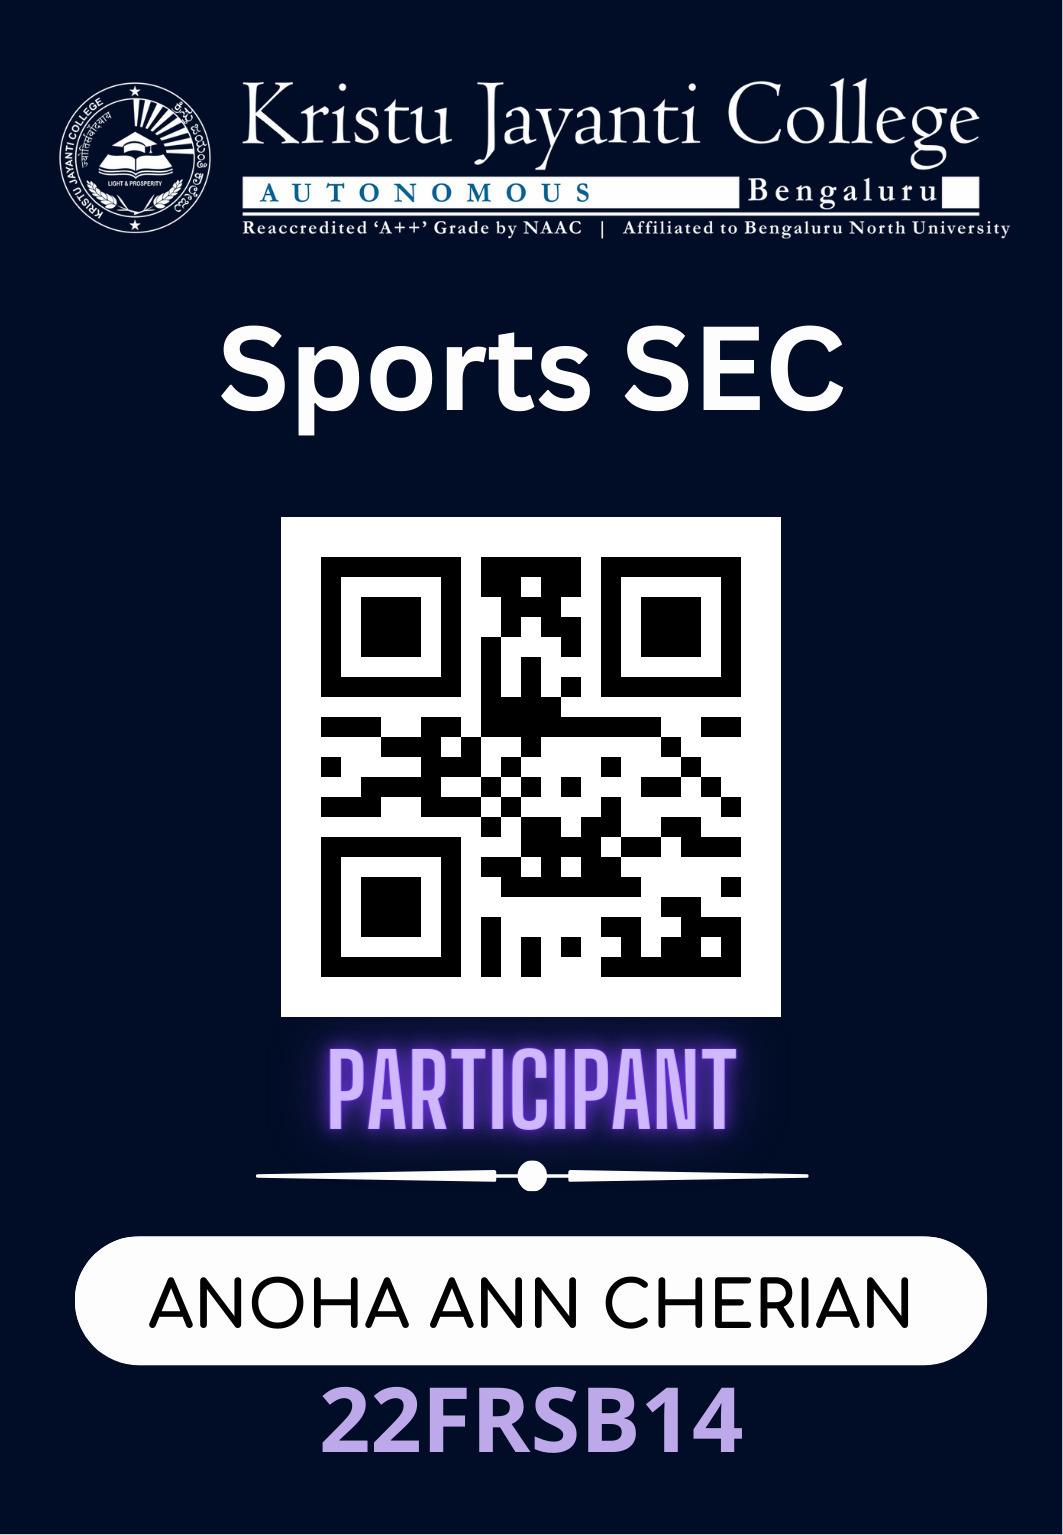 Kristu Jayanti College
AUTONOMOUS Bengaluru
Reaccredited ‘A++’ Grade by NAAC | Affiliated to Bengaluru North University
KRISTU JAYANTI COLLEGE
LIGHT & PROSPERITY
Sports SEC
PARTICIPANT
ANOHA ANN CHERIAN
22FRSB14